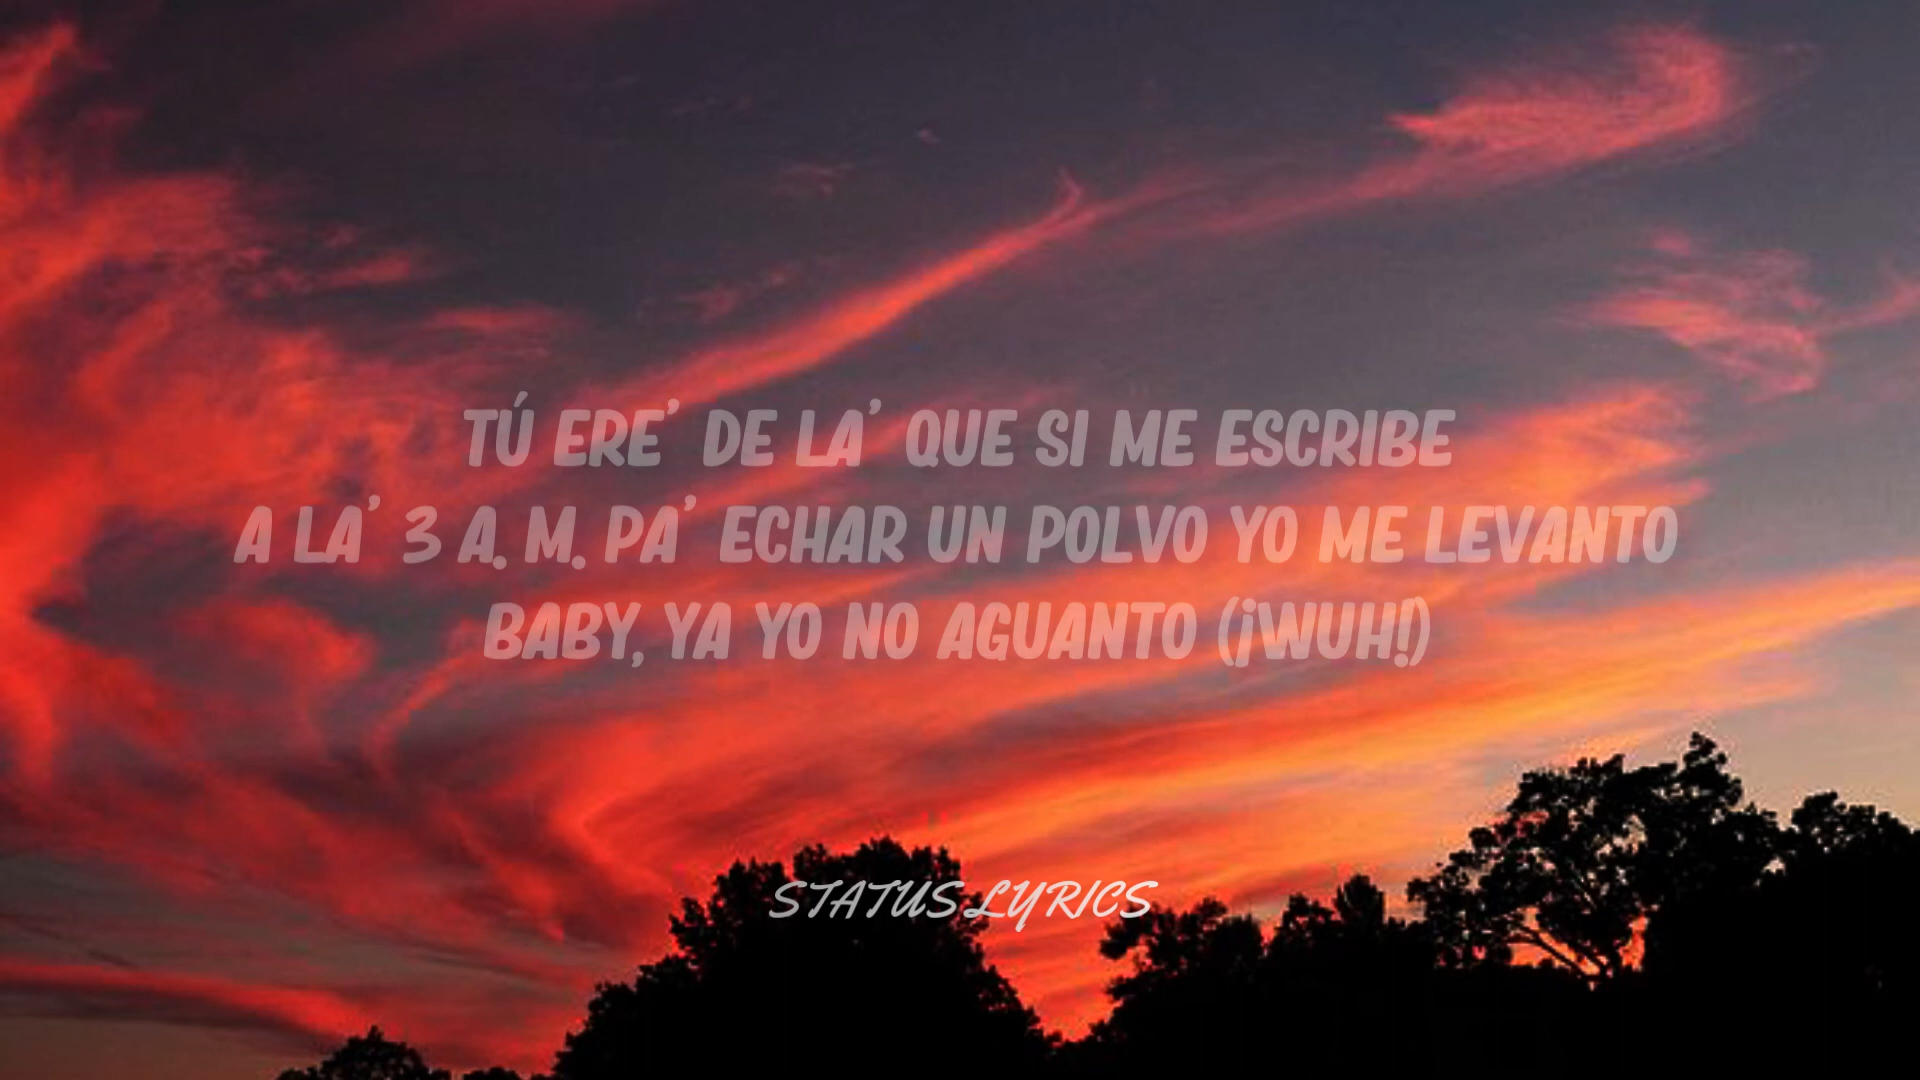 TÚ ERE' DE LA' QUE SI ME ESCRIBE
A LA' 3 A. M. PA' ECHAR UN POLVO YO ME LEVANTO
BABY, YA YO NO AGUANTO (¡WUH!)
STATUS LYRICS